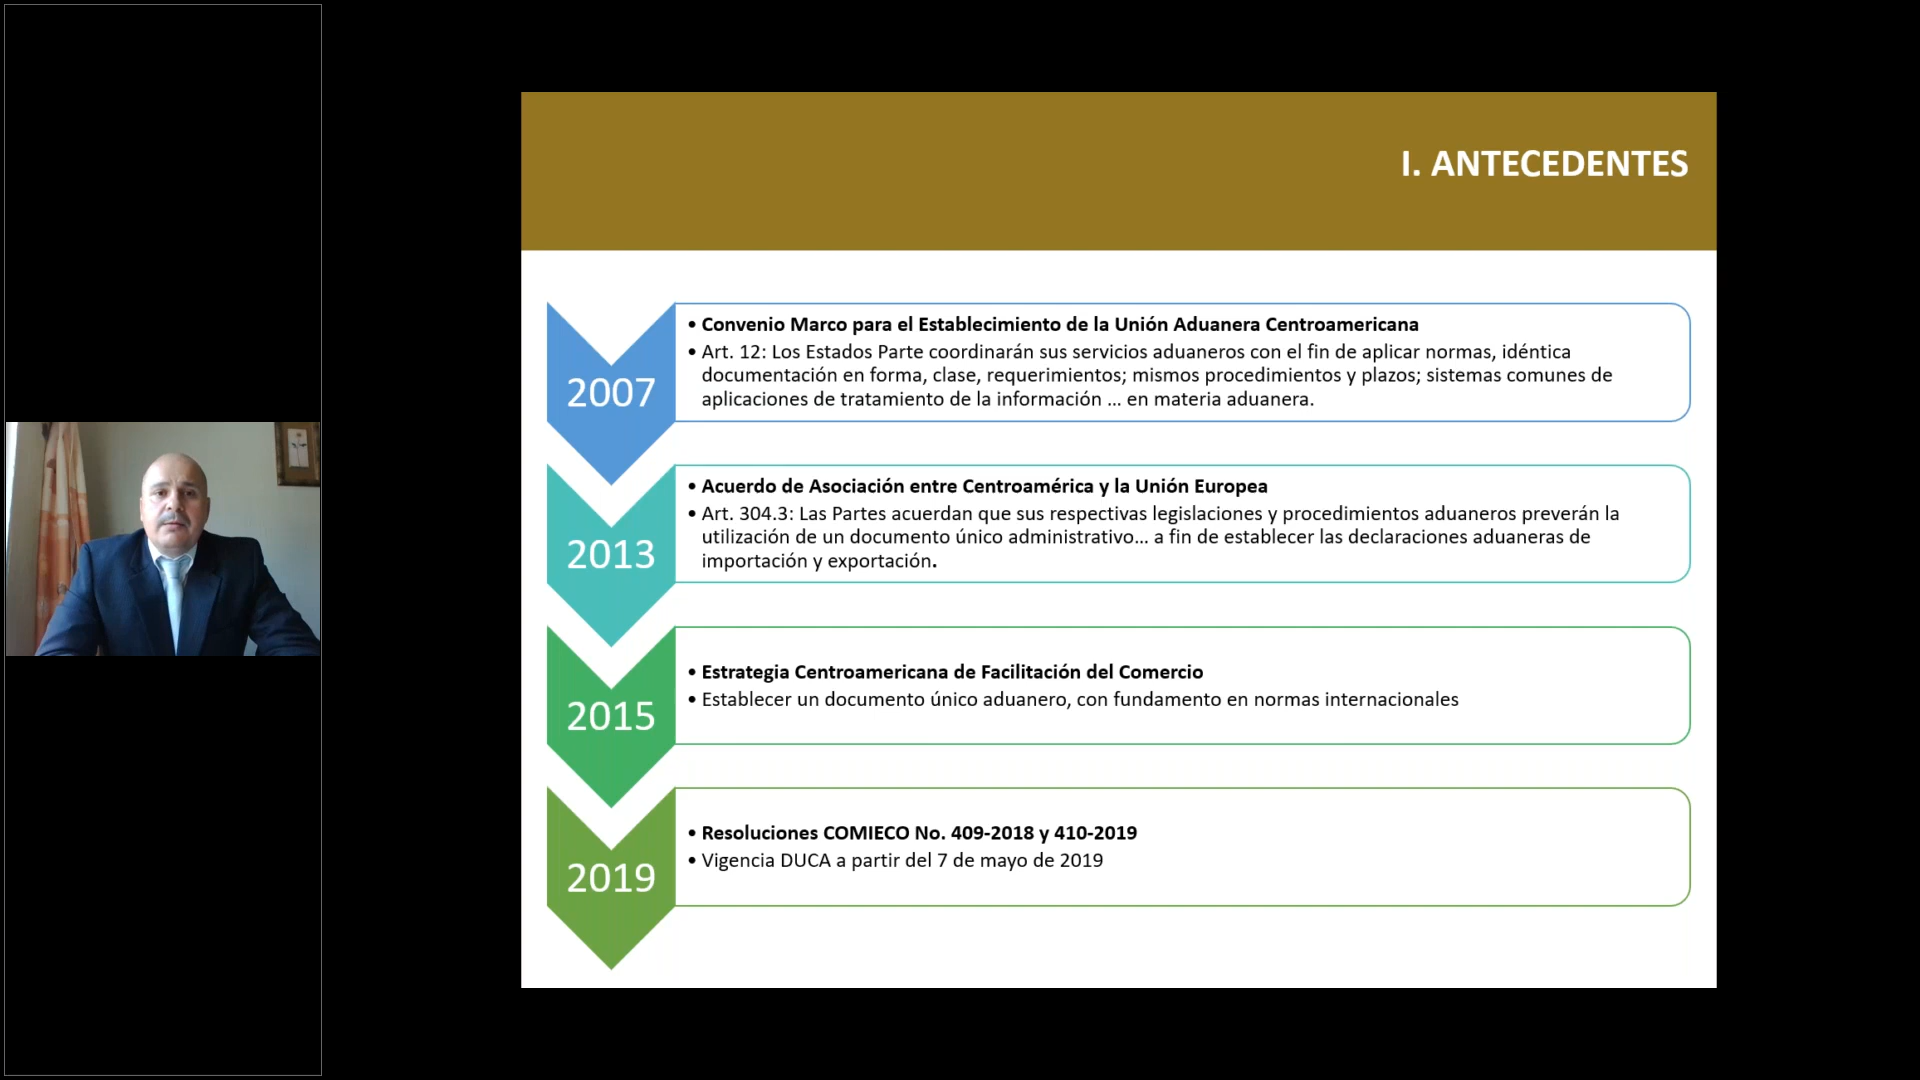 I. ANTECEDENTES
2007
• Convenio Marco para el Establecimiento de la Unión Aduanera Centroamericana
• Art. 12: Los Estados Parte coordinarán sus servicios aduaneros con el fin de aplicar normas, idéntica
documentación en forma, clase, requerimientos; mismos procedimientos y plazos; sistemas comunes de
aplicaciones de tratamiento de la información ... en materia aduanera.
2013
• Acuerdo de Asociación entre Centroamérica y la Unión Europea
• Art. 304.3: Las Partes acuerdan que sus respectivas legislaciones y procedimientos aduaneros preverán la
utilización de un documento único administrativo... a fin de establecer las declaraciones aduaneras de
importación y exportación.
2015
• Estrategia Centroamericana de Facilitación del Comercio
• Establecer un documento único aduanero, con fundamento en normas internacionales
2019
• Resoluciones COMIECO No. 409-2018 y 410-2019
• Vigencia DUCA a partir del 7 de mayo de 2019